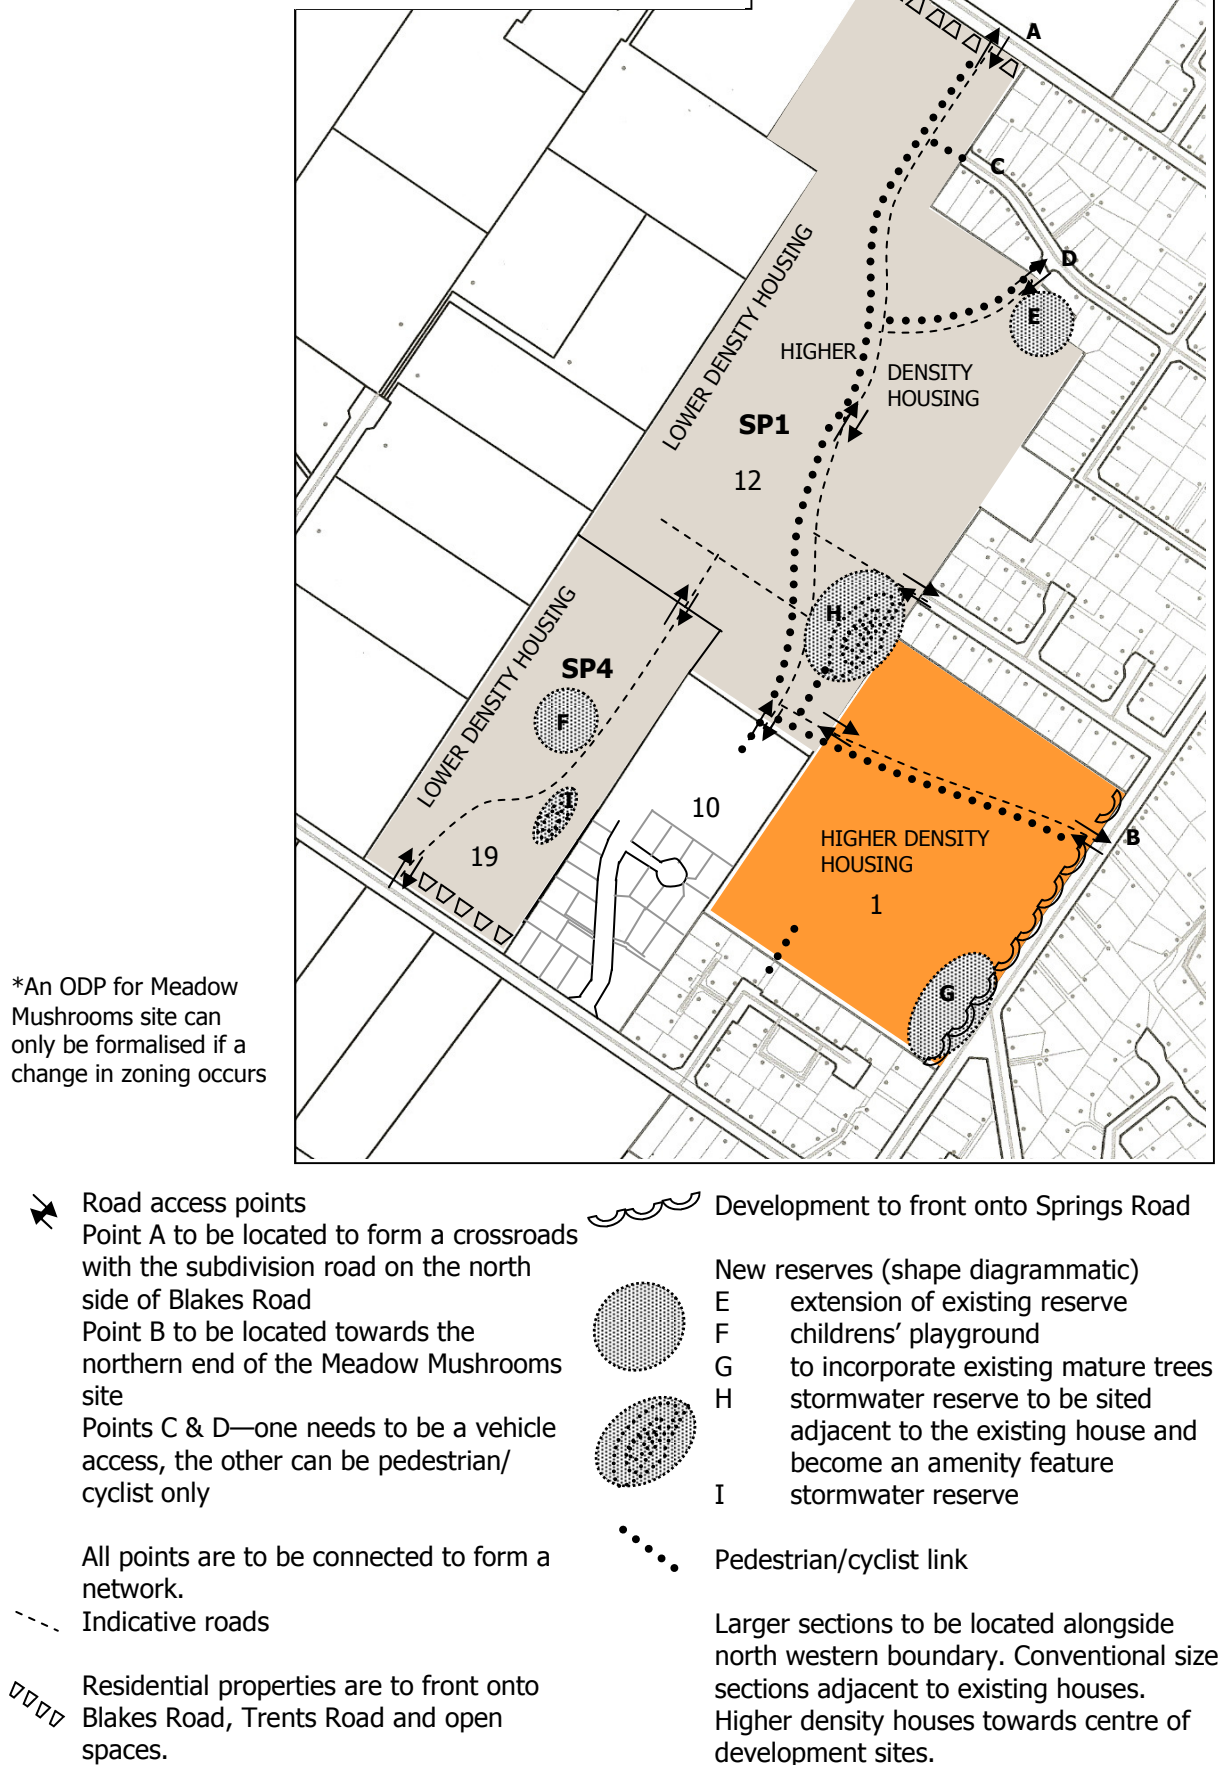 A
C
D
E
LOWER DENSITY HOUSING
HIGHER
DENSITY
HOUSING
SP1
12
H
LOWER DENSITY HOUSING
SP4
F
I
10
19
HIGHER DENSITY
HOUSING
1
B
G
*An ODP for Meadow
Mushrooms site can
only be formalised if a
change in zoning occurs
Road access points
Point A to be located to form a crossroads
with the subdivision road on the north
side of Blakes Road
Point B to be located towards the
northern end of the Meadow Mushrooms
site
Points C & D—one needs to be a vehicle
access, the other can be pedestrian/
cyclist only
All points are to be connected to form a
network.
Indicative roads
Residential properties are to front onto
Blakes Road, Trents Road and open
spaces.
Development to front onto Springs Road
New reserves (shape diagrammatic)
E extension of existing reserve
F childrens’ playground
G to incorporate existing mature trees
H stormwater reserve to be sited
adjacent to the existing house and
become an amenity feature
I stormwater reserve
Pedestrian/cyclist link
Larger sections to be located alongside
north western boundary. Conventional size
sections adjacent to existing houses.
Higher density houses towards centre of
development sites.